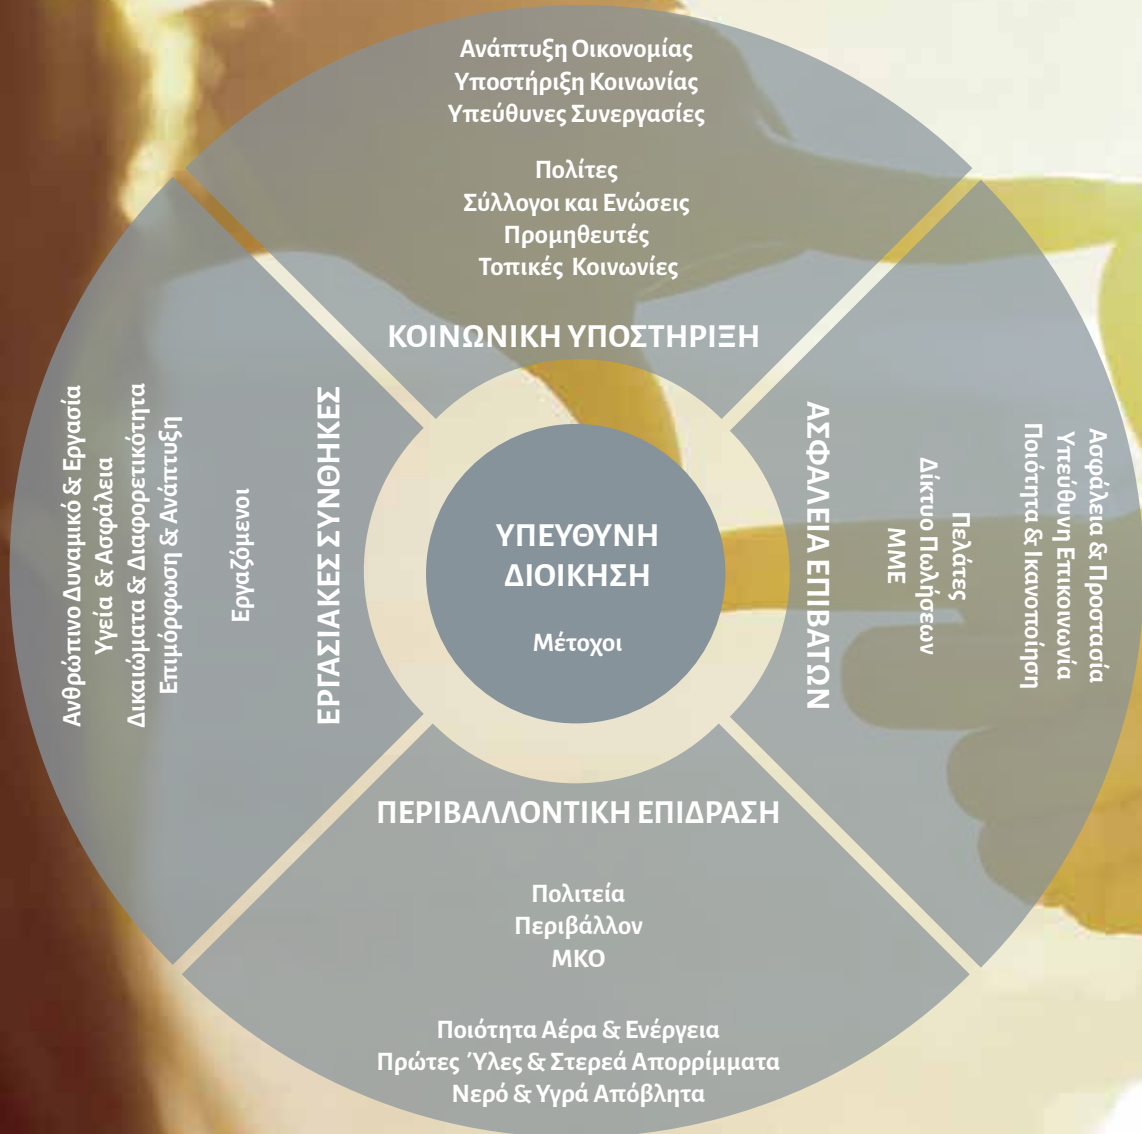 Ανάπτυξη Οικονομίας
Υποστήριξη Κοινωνίας
Υπεύθυνες Συνεργασίες
Πολίτες
Σύλλογοι και Ενώσεις
Προμηθευτές
Τοπικές Κοινωνίες
ΚΟΙΝΩΝΙΚΗ ΥΠΟΣΤΗΡΙΞΗ
Ανθρώπινο Δυναμικό & Εργασία
Υγεία & Ασφάλεια
Δικαιώματα & Διαφορετικότητα
Επιμόρφωση & Ανάπτυξη
Εργαζόμενοι
ΕΡΓΑΣΙΑΚΕΣ ΣΥΝΘΗΚΕΣ
ΥΠΕΥΘΥΝΗ
ΔΙΟΙΚΗΣΗ
Μέτοχοι
Ασφάλεια & Προστασία
Υπεύθυνη Επικοινωνία
Ποιότητα & Ικανοποίηση
Πελάτες
Δίκτυο Πωλήσεων
ΜΜΕ
ΑΣΦΑΛΕΙΑ ΕΠΙΒΑΤΩΝ
ΠΕΡΙΒΑΛΛΟΝΤΙΚΗ ΕΠΙΔΡΑΣΗ
Πολιτεία
Περιβάλλον
ΜΚΟ
Ποιότητα Αέρα & Ενέργεια
Πρώτες Ύλες & Στερεά Απορρίμματα
Νερό & Υγρά Απόβλητα